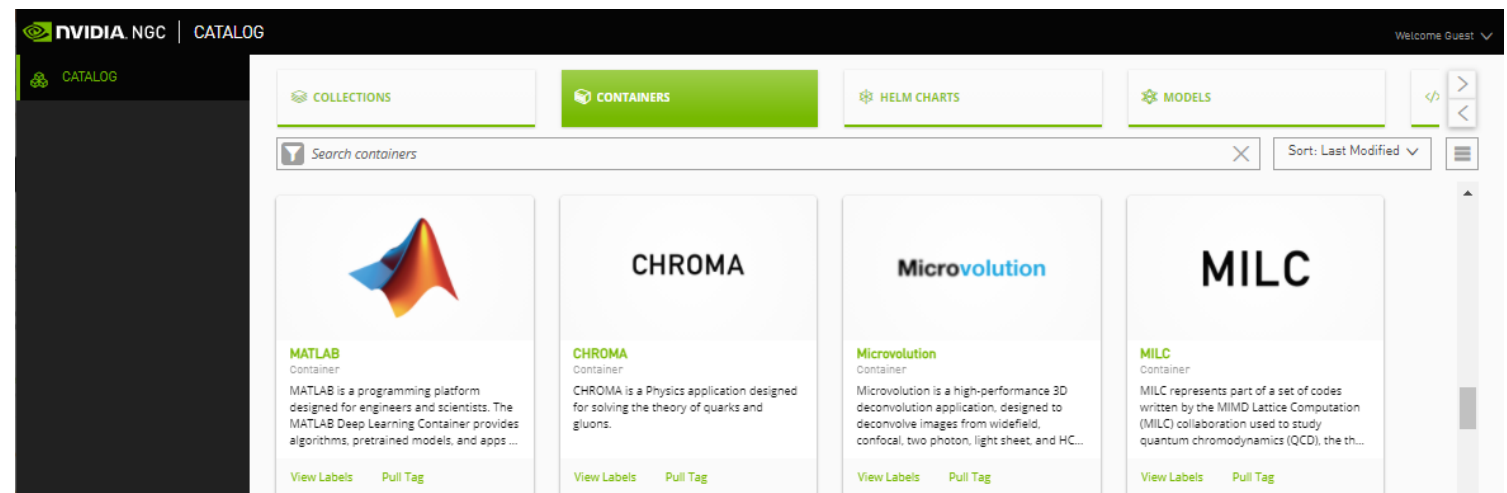 NVIDIA. NGC | CATALOG
Welcome Guest
CATALOG
COLLECTIONS
CONTAINERS
HELM CHARTS
MODELS
Search containers
Sort: Last Modified
CHROMA
Microvolution
MILC
MATLAB
Container
MATLAB is a programming platform
designed for engineers and scientists. The
MATLAB Deep Learning Container provides
algorithms, pretrained models, and apps ...
View Labels Pull Tag
CHROMA
Container
CHROMA is a Physics application designed
for solving the theory of quarks and
gluons.
View Labels Pull Tag
Microvolution
Container
Microvolution is a high-performance 3D
deconvolution application, designed to
deconvolve images from widefield,
confocal, two photon, light sheet, and HC...
View Labels Pull Tag
MILC
Container
MILC represents part of a set of codes
written by the MIMD Lattice Computation
(MILC) collaboration used to study
quantum chromodynamics (QCD), the th...
View Labels Pull Tag